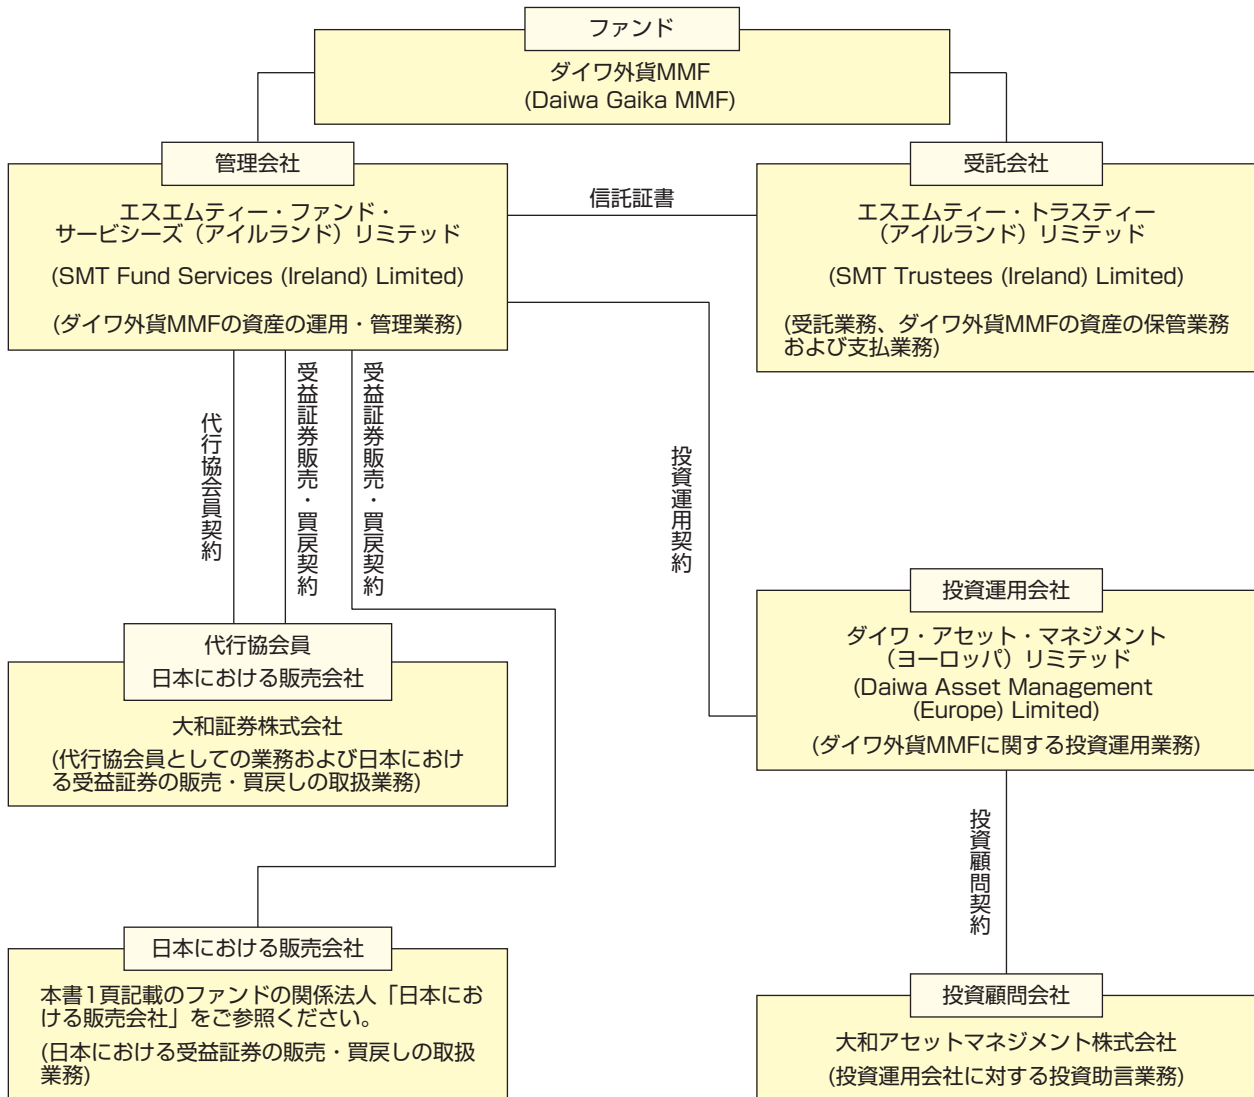 ファンド
ダイワ外貨MMF
(Daiwa Gaika MMF)
管理会社
エスエムティー・ファンド・
サービシーズ（アイルランド）リミテッド
(SMT Fund Services (Ireland) Limited)
(ダイワ外貨MMFの資産の運用・管理業務)
信託証書
受託会社
エスエムティー・トラスティー
（アイルランド）リミテッド
(SMT Trustees (Ireland) Limited)
(受託業務、ダイワ外貨MMFの資産の保管業務
および支払業務)
代行協会員契約
受益証券販売・買戻契約
受益証券販売・買戻契約
投資運用契約
代行協会員
日本における販売会社
大和証券株式会社
(代行協会員としての業務および日本におけ
る受益証券の販売・買戻しの取扱業務)
投資運用会社
ダイワ・アセット・マネジメント
（ヨーロッパ）リミテッド
(Daiwa Asset Management
(Europe) Limited)
(ダイワ外貨MMFに関する投資運用業務)
投資顧問契約
日本における販売会社
本書1頁記載のファンドの関係法人「日本にお
ける販売会社」をご参照ください。
(日本における受益証券の販売・買戻しの取扱
業務)
投資顧問会社
大和アセットマネジメント株式会社
(投資運用会社に対する投資助言業務)